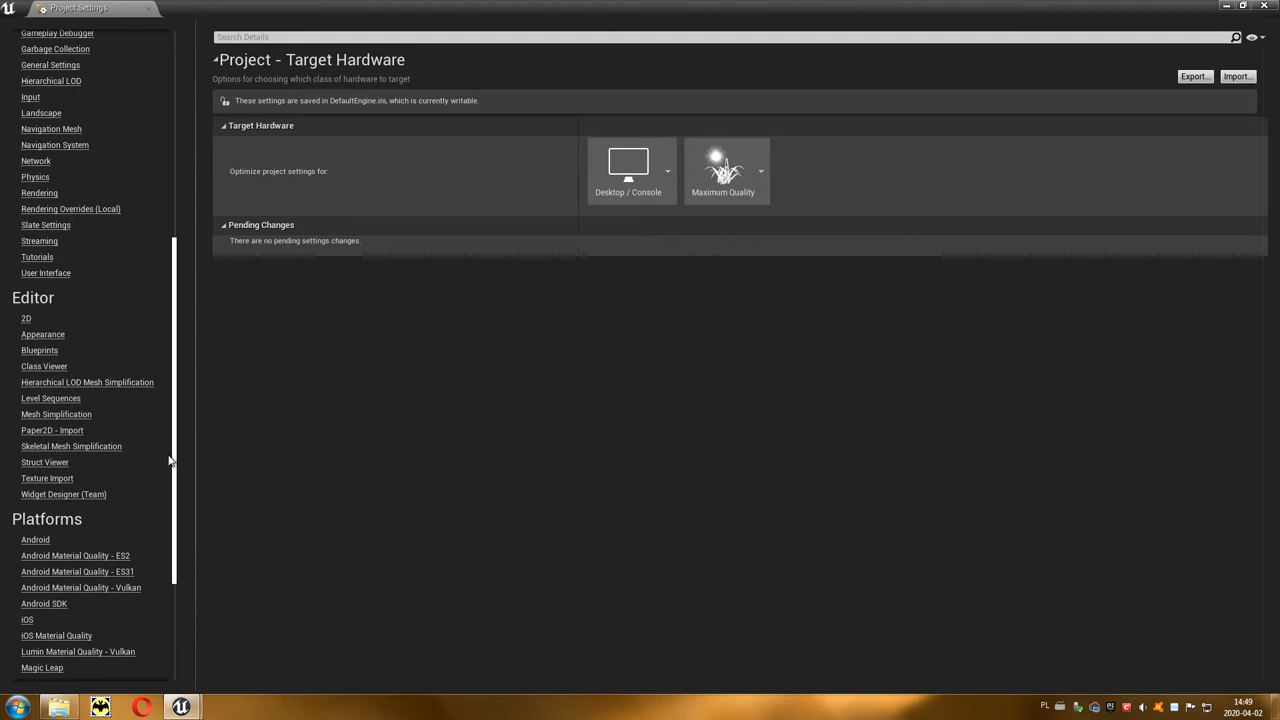 Project Settings
Gameplay Debugger
Garbage Collection
General Settings
Hierarchical LOD
Input
Landscape
Navigation Mesh
Navigation System
Network
Physics
Rendering
Rendering Overrides (Local)
Slate Settings
Streaming
Tutorials
User Interface
Editor
2D
Appearance
Blueprints
Class Viewer
Hierarchical LOD Mesh Simplification
Level Sequences
Mesh Simplification
Paper2D - Import
Skeletal Mesh Simplification
Struct Viewer
Texture Import
Widget Designer (Team)
Platforms
Android
Android Material Quality - ES2
Android Material Quality - ES31
Android Material Quality - Vulkan
Android SDK
iOS
iOS Material Quality
Lumin Material Quality - Vulkan
Magic Leap
Search Details
Project - Target Hardware
Options for choosing which class of hardware to target
Export... Import...
These settings are saved in DefaultEngine.ini, which is currently writable.
Target Hardware
Optimize project settings for:
Desktop / Console
Maximum Quality
Pending Changes
There are no pending settings changes.
PL
14:49
2020-04-02